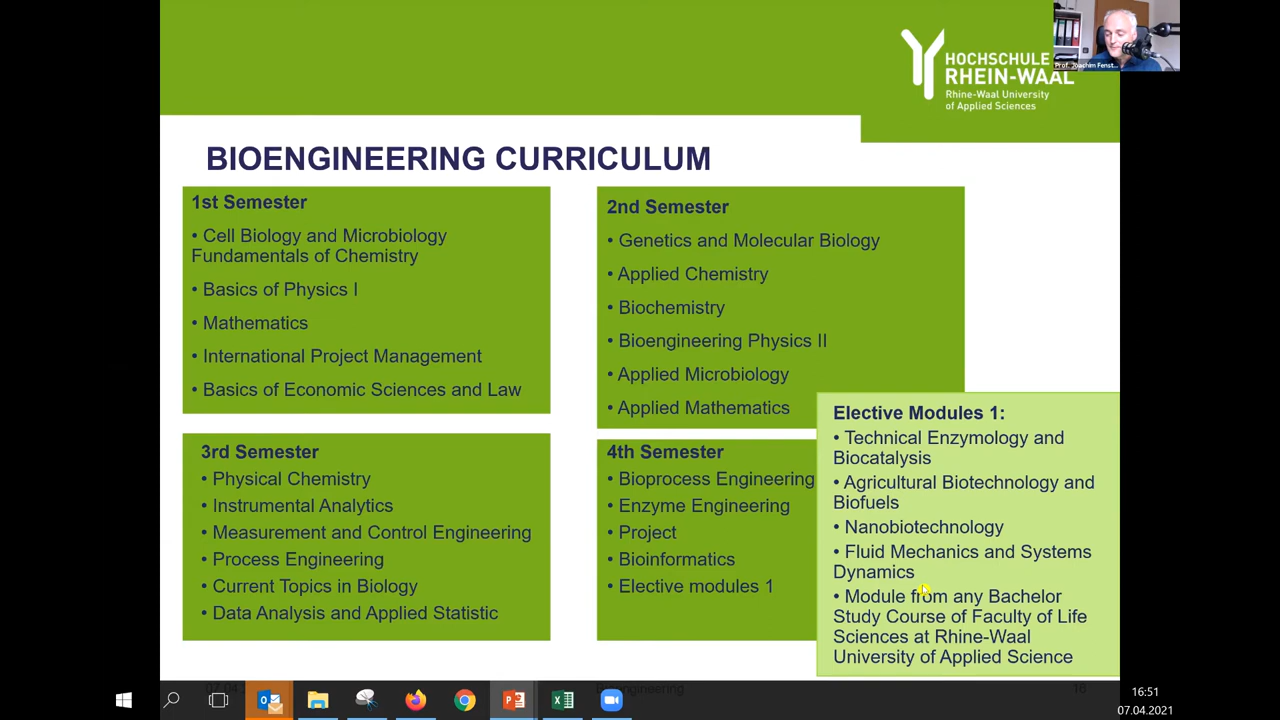 HOCHSCHULE
RHEIN-WAAL
Rhine-Waal University
of Applied Sciences
Prof. Joachim Fenst...
BIOENGINEERING CURRICULUM
1st Semester
• Cell Biology and Microbiology
Fundamentals of Chemistry
• Basics of Physics I
• Mathematics
• International Project Management
• Basics of Economic Sciences and Law
2nd Semester
• Genetics and Molecular Biology
• Applied Chemistry
• Biochemistry
• Bioengineering Physics II
• Applied Microbiology
• Applied Mathematics
3rd Semester
• Physical Chemistry
• Instrumental Analytics
• Measurement and Control Engineering
• Process Engineering
• Current Topics in Biology
• Data Analysis and Applied Statistic
4th Semester
• Bioprocess Engineering
• Enzyme Engineering
• Project
• Bioinformatics
• Elective modules 1
Elective Modules 1:
• Technical Enzymology and
Biocatalysis
• Agricultural Biotechnology and
Biofuels
• Nanobiotechnology
• Fluid Mechanics and Systems
Dynamics
• Module from any Bachelor
Study Course of Faculty of Life
Sciences at Rhine-Waal
University of Applied Science
Bioengineering
16
16:51
07.04.2021